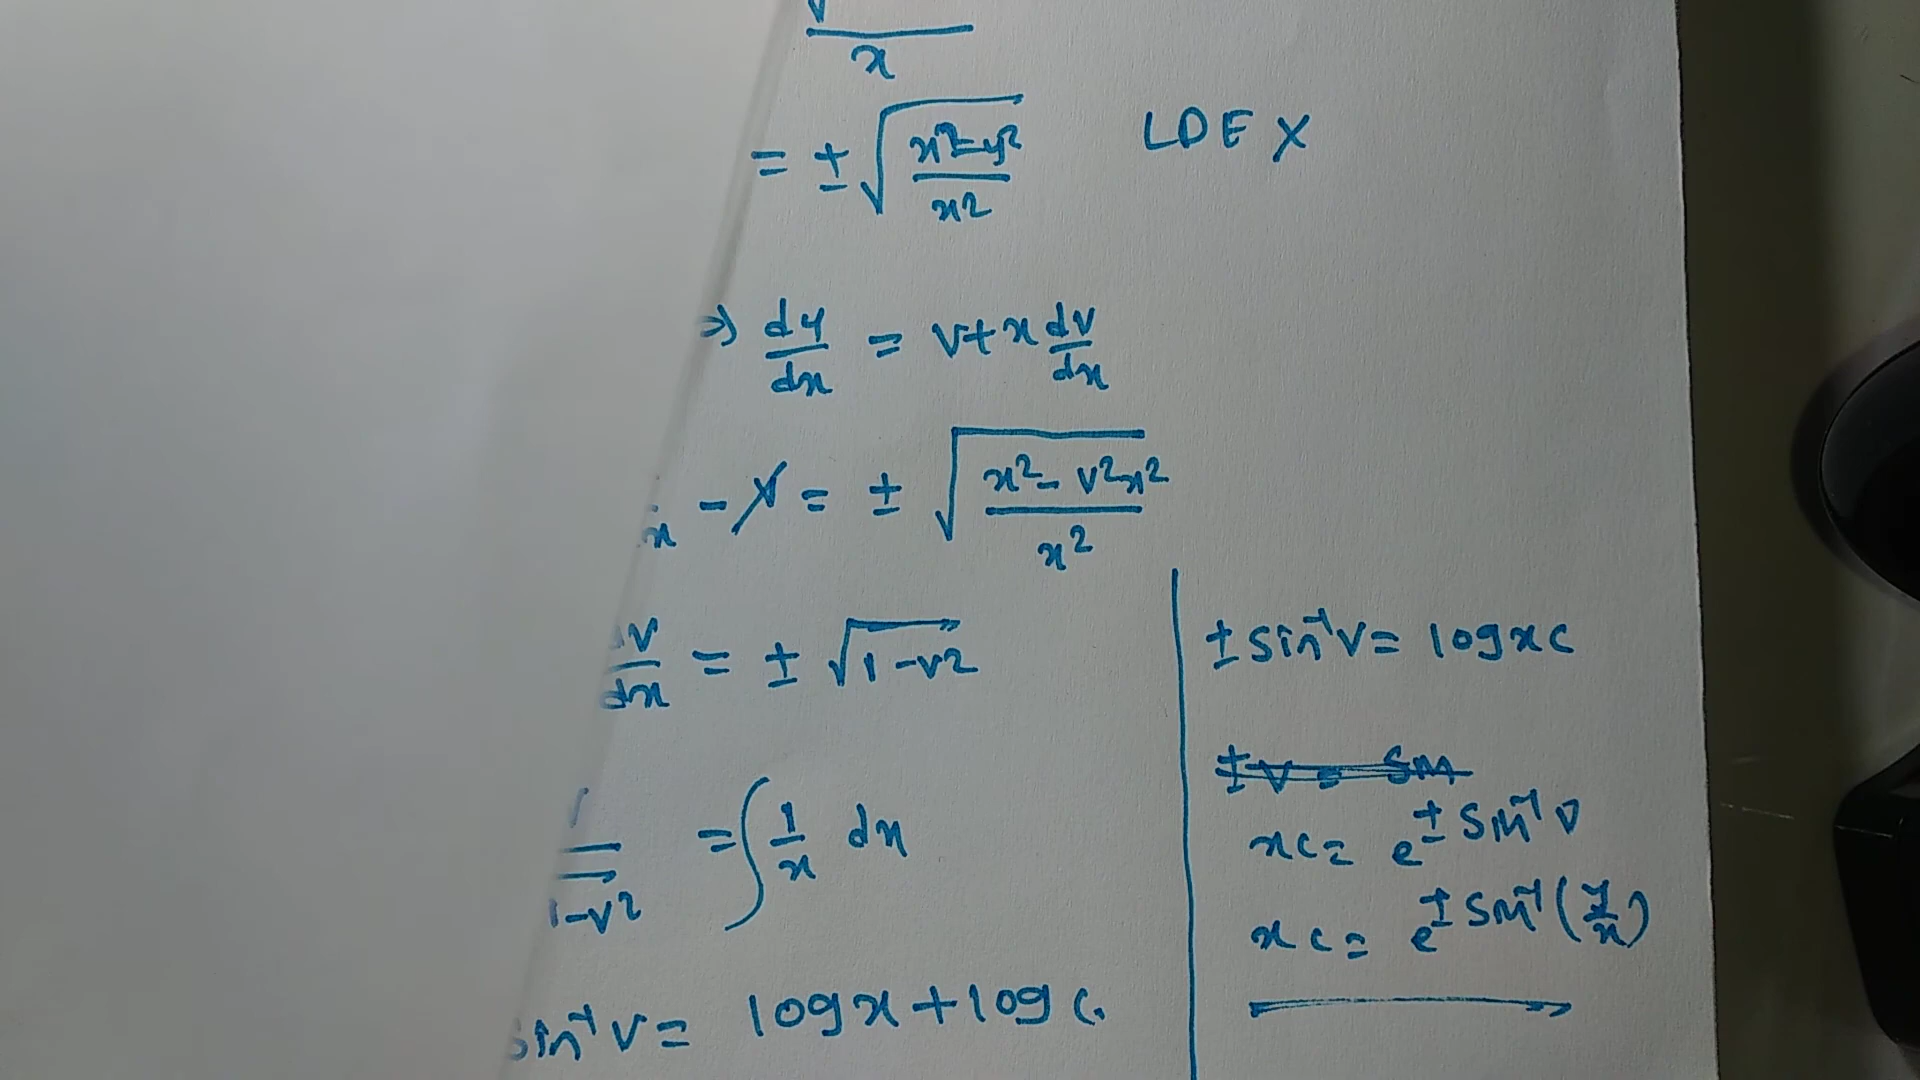 x
= ± √((x² - y²)/x²) LDE X
⇒ dy/dx = v + x dv/dx
x - v = ± √((x² - v²x²)/x²)
dv/dx = ± √(1-v²)
1-v² = ∫ 1/x dx
sin⁻¹ v = log x + log c.
± sin⁻¹ v = log xc
xc = e^(± sin⁻¹ v)
xc = e^(± sin⁻¹ (y/x))